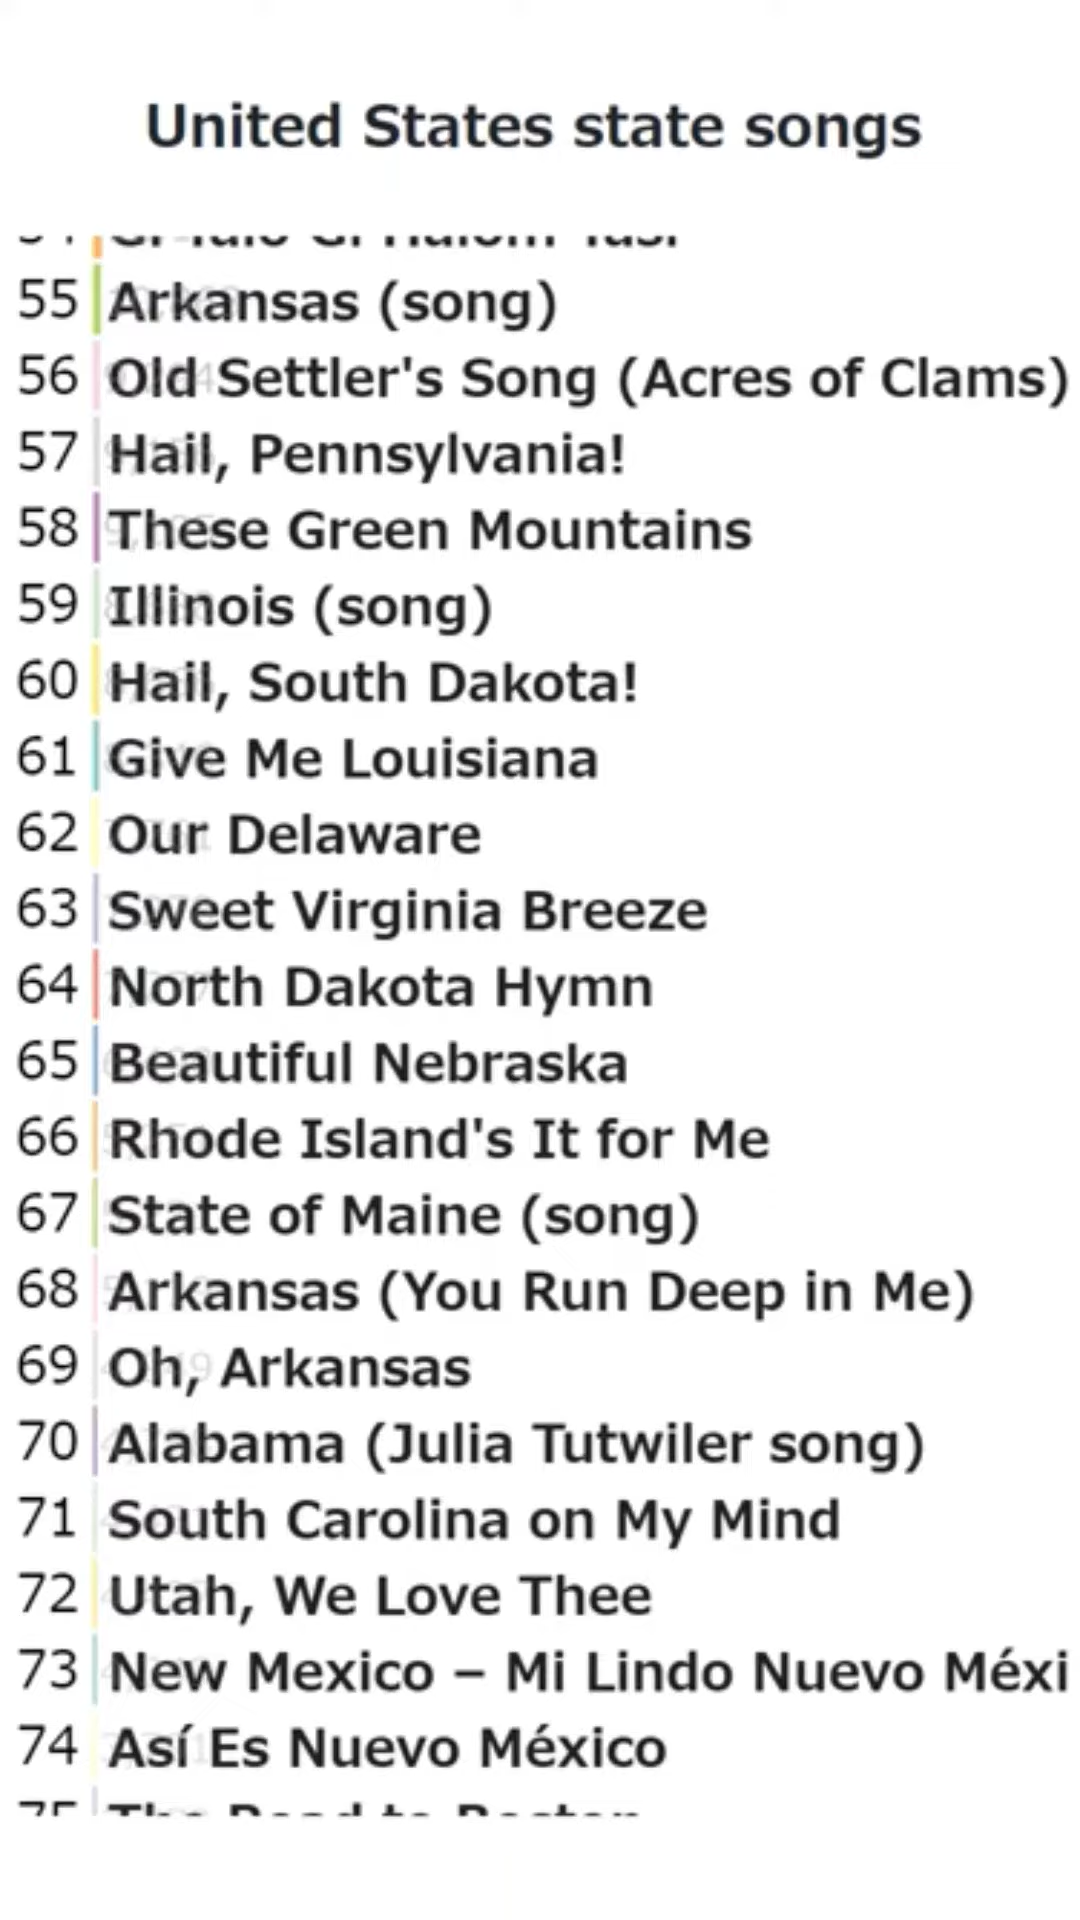 United States state songs
55 Arkansas (song)
56 Old Settler's Song (Acres of Clams)
57 Hail, Pennsylvania!
58 These Green Mountains
59 Illinois (song)
60 Hail, South Dakota!
61 Give Me Louisiana
62 Our Delaware
63 Sweet Virginia Breeze
64 North Dakota Hymn
65 Beautiful Nebraska
66 Rhode Island's It for Me
67 State of Maine (song)
68 Arkansas (You Run Deep in Me)
69 Oh, Arkansas
70 Alabama (Julia Tutwiler song)
71 South Carolina on My Mind
72 Utah, We Love Thee
73 New Mexico – Mi Lindo Nuevo Méxi
74 Así Es Nuevo México
75 The Road to Boston